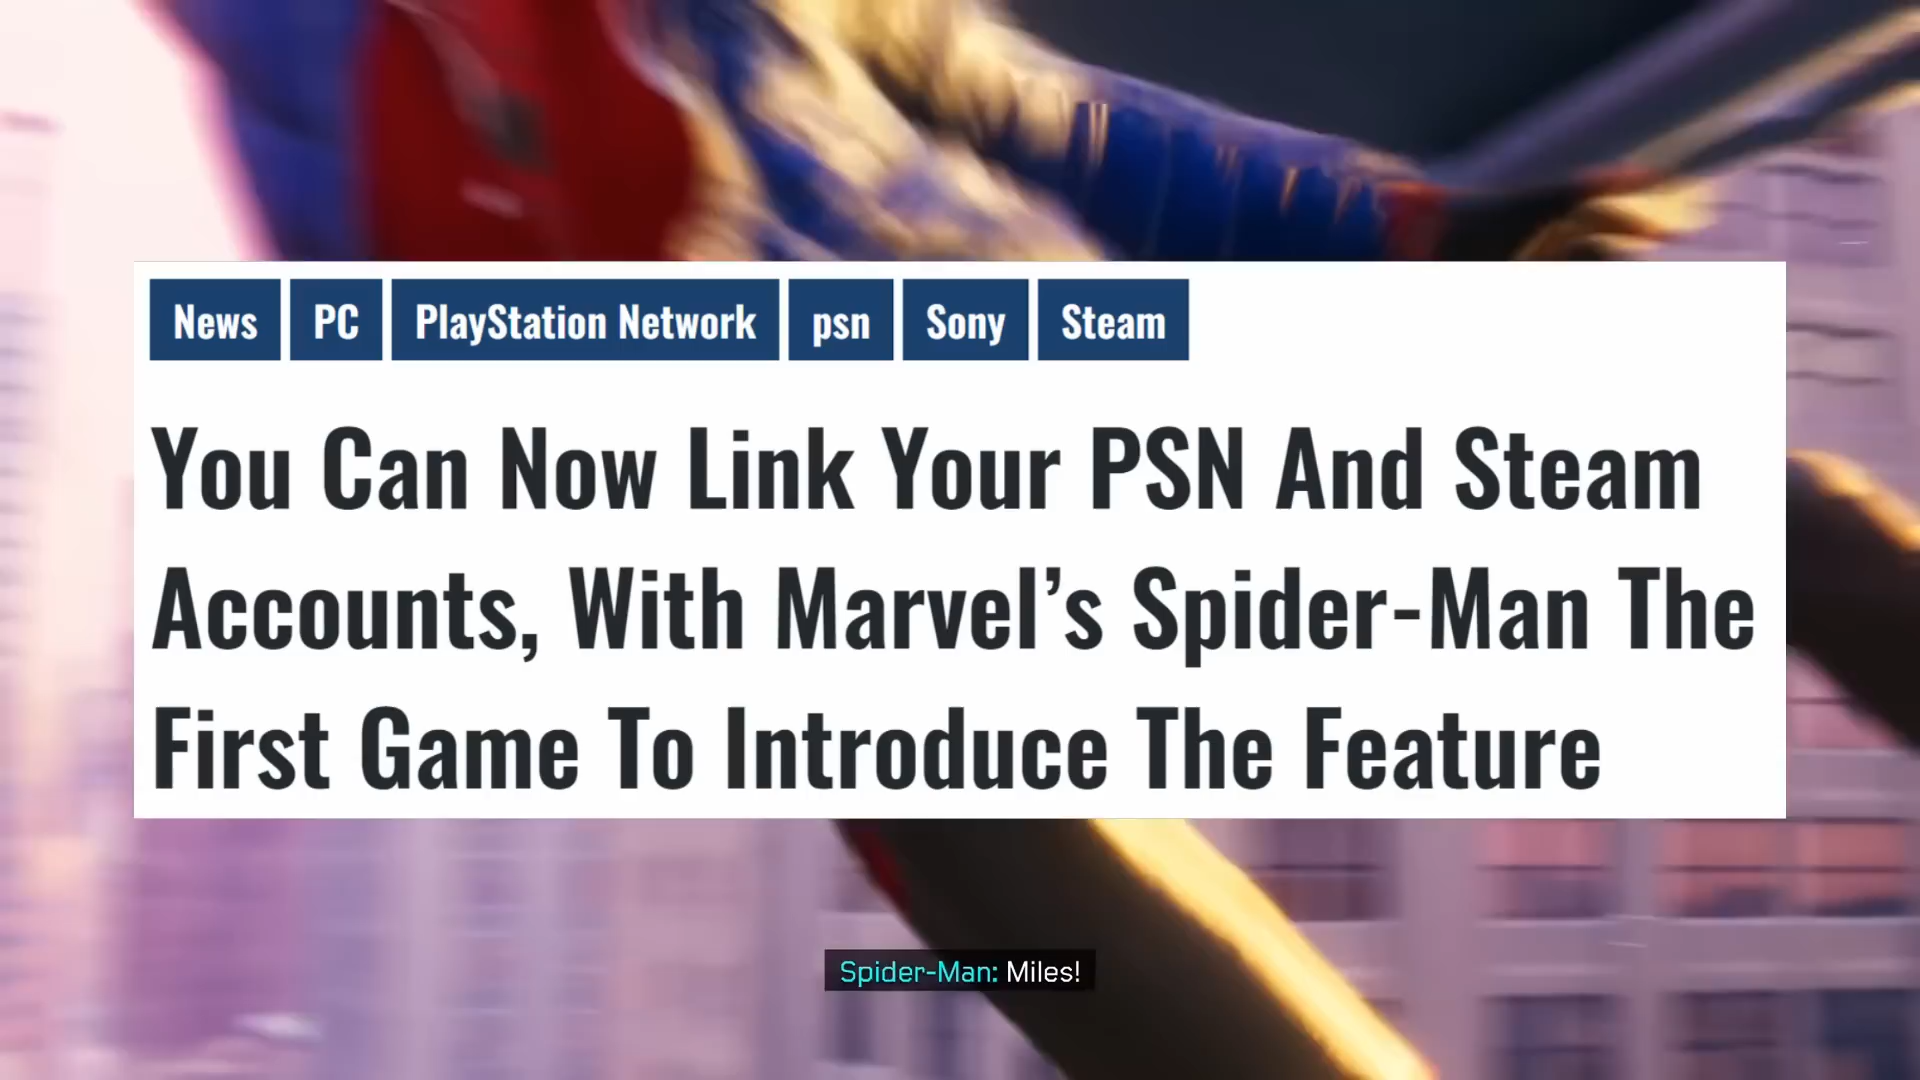 News PC PlayStation Network psn Sony Steam
You Can Now Link Your PSN And Steam
Accounts, With Marvel’s Spider-Man The
First Game To Introduce The Feature
Spider-Man: Miles!